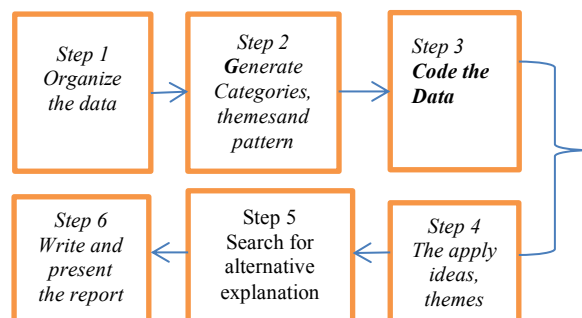 Step 1
Organize
the data
Step 2
Generate
Categories,
themesand
pattern
Step 3
Code the
Data
Step 4
The apply
ideas,
themes
Step 5
Search for
alternative
explanation
Step 6
Write and
present
the report